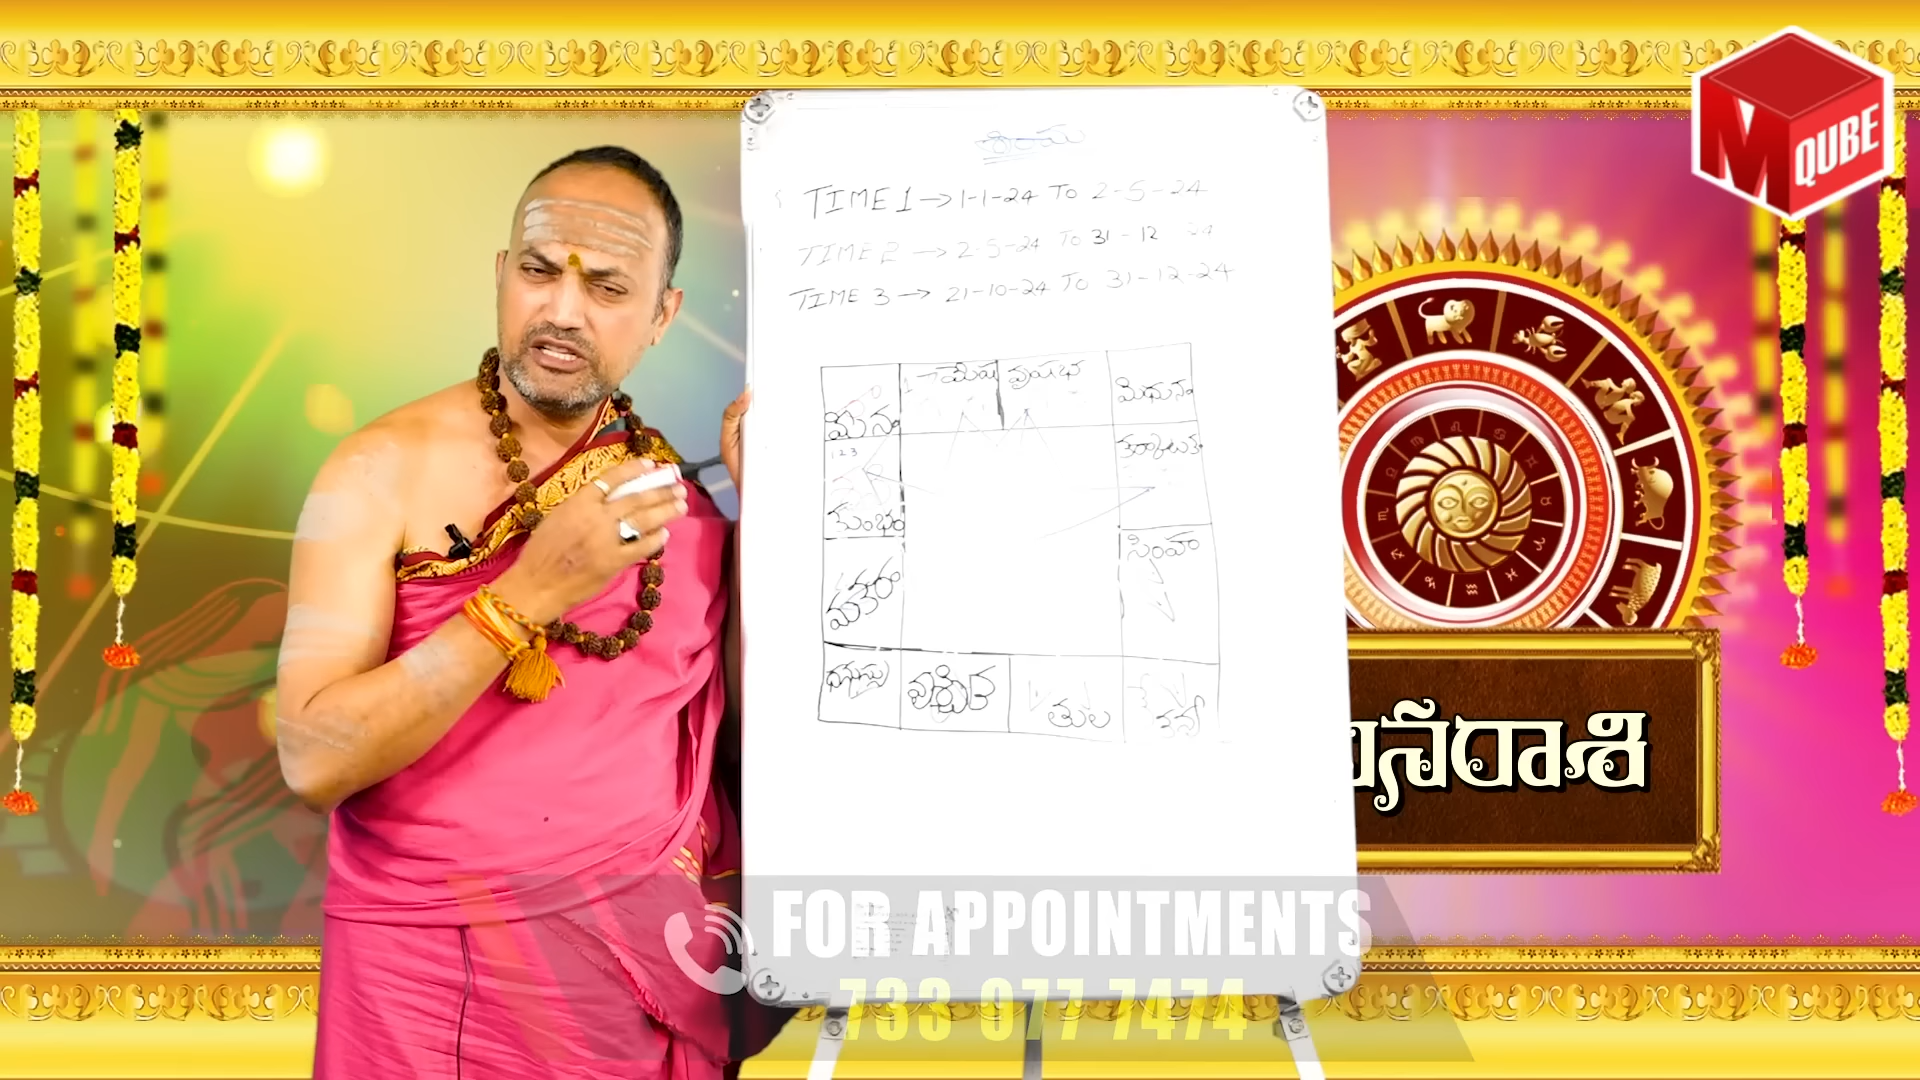 శ్రీరామ
TIME 1 → 1-1-24 TO 2-5-24
TIME 2 → 2-5-24 TO 31-12 24
TIME 3 → 21-10-24 TO 31-12-24
మీనం మేష వృషభ మిథునం
123
కర్కాటకం
కుంభం సింహ
మకరం
ధనుస్సు వృశ్చిక తుల కన్య
M QUBE
రాశి
FOR APPOINTMENTS
733 077 7474